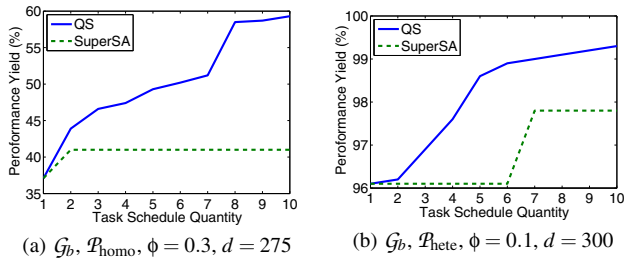 60
55
50
45
40
35
Peroformance Yield (%)
QS
SuperSA
1 2 3 4 5 6 7 8 9 10
Task Schedule Quantity
(a) 𝒢b, 𝒫homo, ϕ = 0.3, d = 275
100
99
98
97
96
Peroformance Yield (%)
QS
SuperSA
1 2 3 4 5 6 7 8 9 10
Task Schedule Quantity
(b) 𝒢b, 𝒫hete, ϕ = 0.1, d = 300